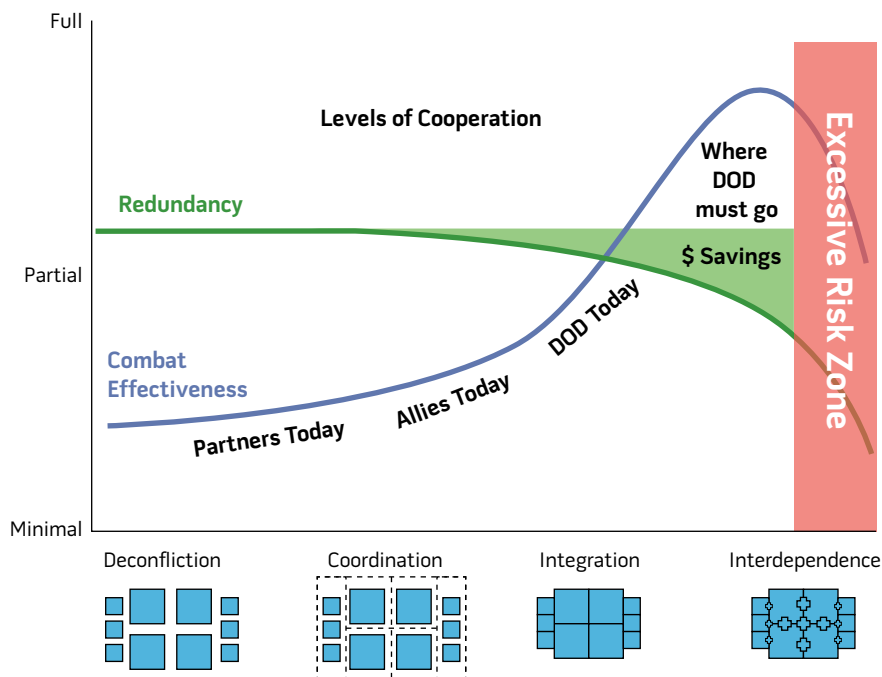 Full
Levels of Cooperation
Where
DOD
must go
Redundancy
$ Savings
Partial
DOD Today
Combat
Effectiveness
Allies Today
Partners Today
Excessive Risk Zone
Minimal
Deconfliction
Coordination
Integration
Interdependence